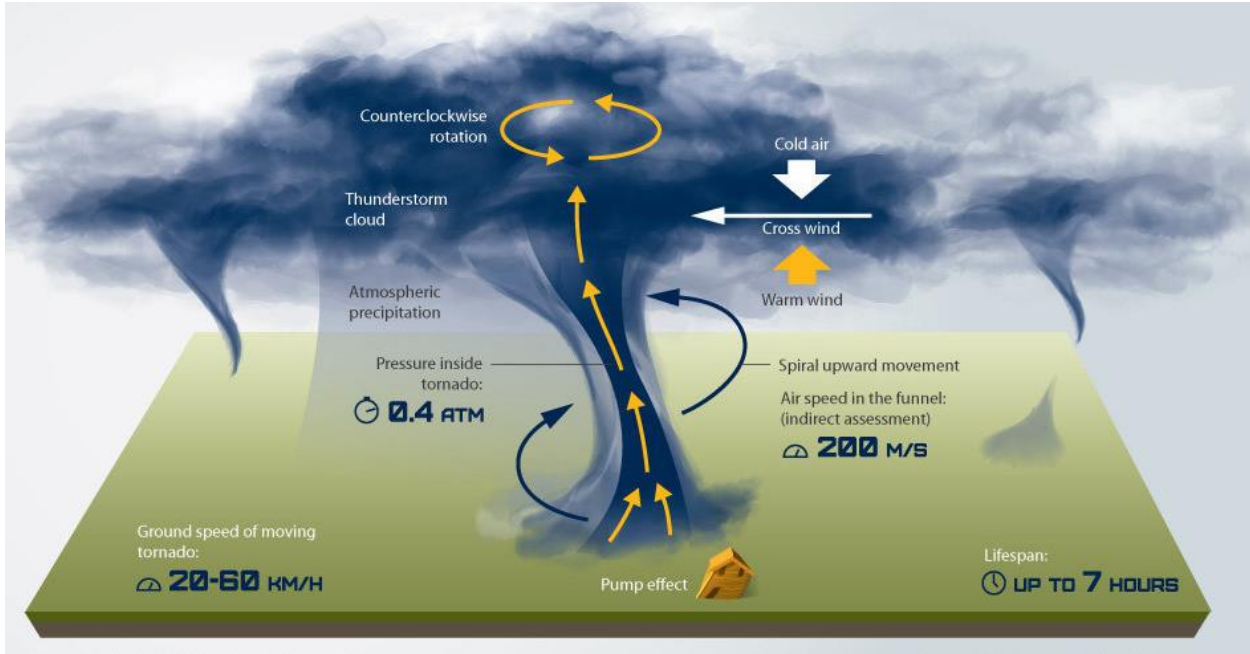 Counterclockwise
rotation
Cold air
Thunderstorm
cloud
Cross wind
Atmospheric
precipitation
Warm wind
Pressure inside
tornado:
0.4 ATM
Spiral upward movement
Air speed in the funnel:
(indirect assessment)
200 M/S
Ground speed of moving
tornado:
20-60 KM/H
Pump effect
Lifespan:
UP TO 7 HOURS